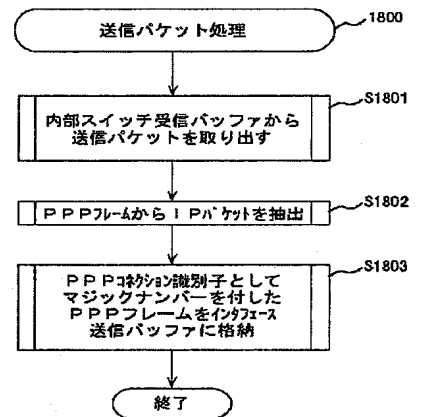 送信パケット処理
1800
S1801
内部スイッチ受信バッファから
送信パケットを取り出す
S1802
ＰＰＰフレームからＩＰパケットを抽出
S1803
ＰＰＰコネクション識別子として
マジックナンバーを付した
ＰＰＰフレームをインタフェース
送信バッファに格納
終了